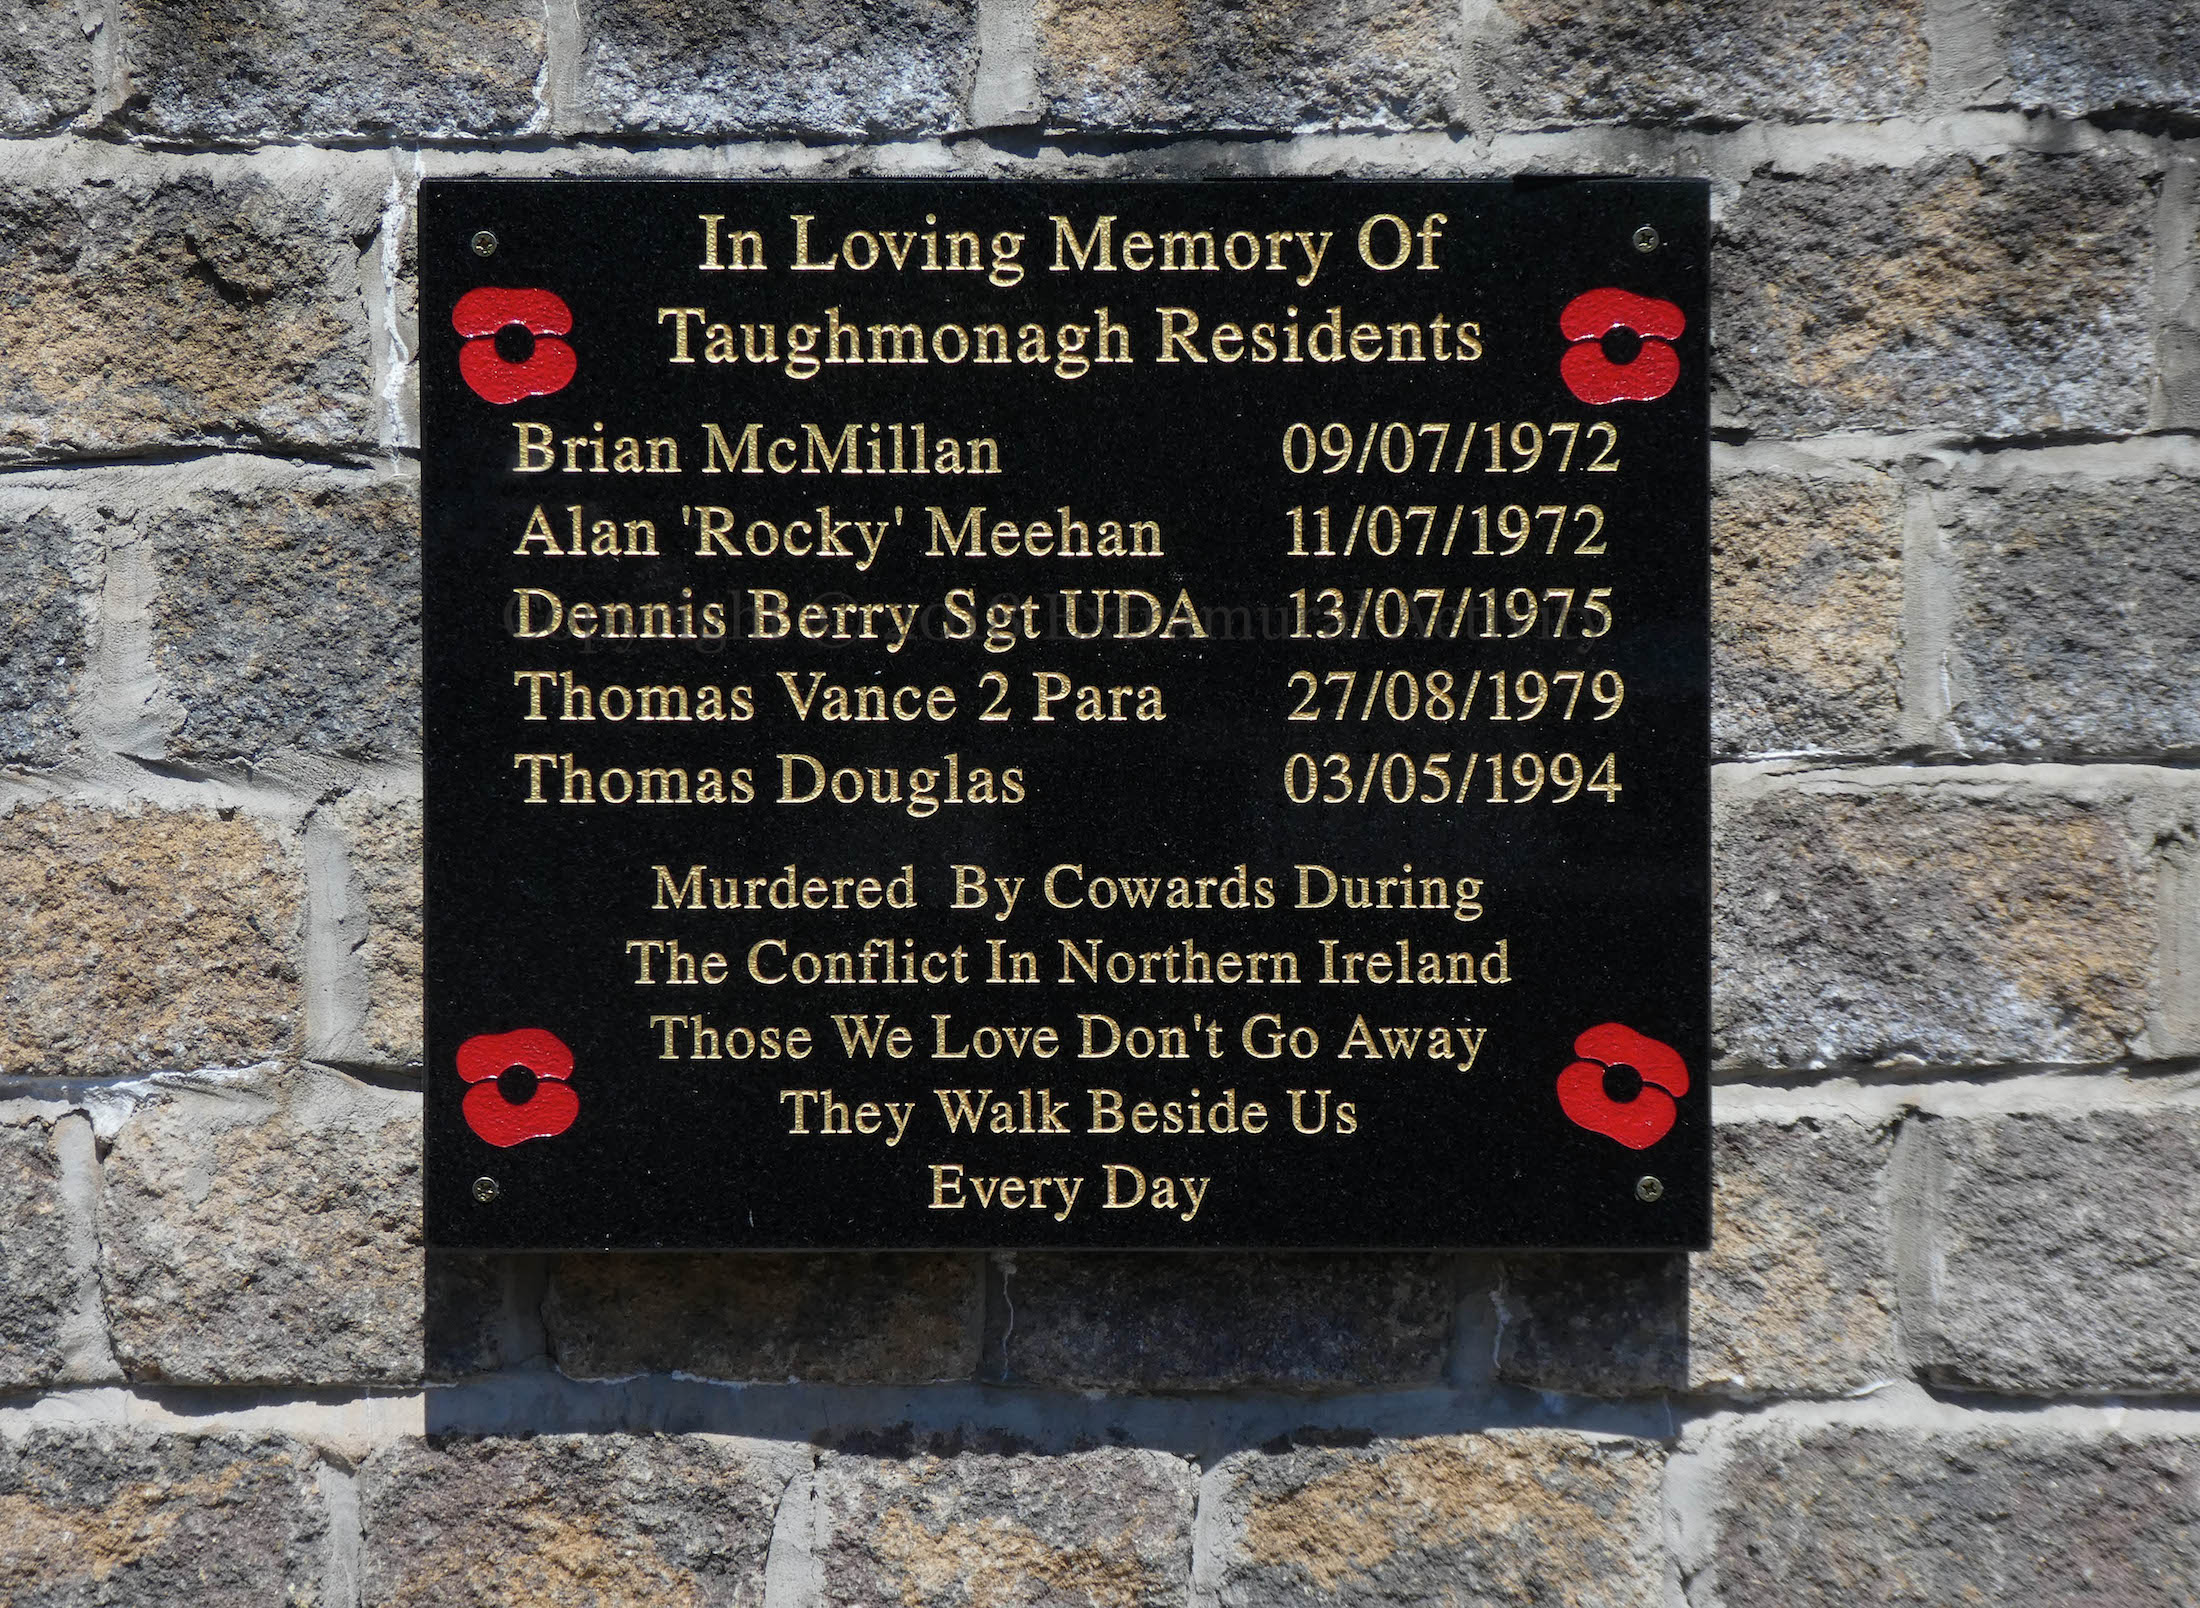 In Loving Memory Of
Taughmonagh Residents
Brian McMillan 09/07/1972
Alan 'Rocky' Meehan 11/07/1972
Dennis Berry Sgt UDA 13/07/1975
Thomas Vance 2 Para 27/08/1979
Thomas Douglas 03/05/1994
Murdered By Cowards During
The Conflict In Northern Ireland
Those We Love Don't Go Away
They Walk Beside Us
Every Day
Copyright © Extramural Activity